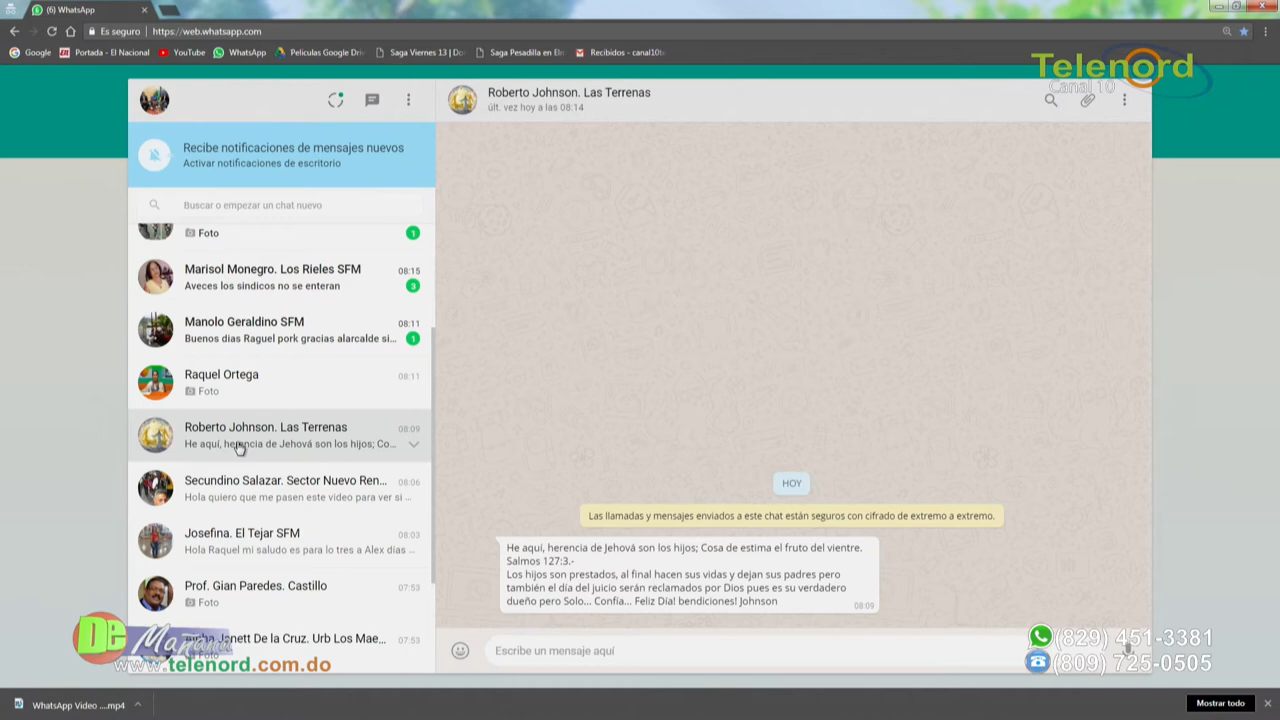 (6) WhatsApp
Es seguro | https://web.whatsapp.com
Google Portada - El Nacional YouTube WhatsApp Peliculas Google Dri Saga Viernes 13 | Do Saga Pesadilla en El Recibidos - canal10
Telenord
Canal 10
Roberto Johnson. Las Terrenas
últ. vez hoy a las 08:14
Recibe notificaciones de mensajes nuevos
Activar notificaciones de escritorio
Buscar o empezar un chat nuevo
Foto 1
Marisol Monegro. Los Rieles SFM 08:15
Aveces los sindicos no se enteran 3
Manolo Geraldino SFM 08:11
Buenos dias Raguel pork gracias alarcalde si... 1
Raquel Ortega 08:11
Foto
Roberto Johnson. Las Terrenas 08:09
He aquí, herencia de Jehová son los hijos; Co...
Secundino Salazar. Sector Nuevo Ren... 08:06
Hola quiero que me pasen este video para ver si ...
Josefina. El Tejar SFM 08:03
Hola Raquel mi saludo es para lo tres a Alex días ...
Prof. Gian Paredes. Castillo 07:53
Foto
Janett De la Cruz. Urb Los Mae... 07:53
Foto
HOY
Las llamadas y mensajes enviados a este chat están seguros con cifrado de extremo a extremo.
He aquí, herencia de Jehová son los hijos; Cosa de estima el fruto del vientre.
Salmos 127:3.-
Los hijos son prestados, al final hacen sus vidas y dejan sus padres pero
también el día del juicio serán reclamados por Dios pues es su verdadero
dueño pero Solo... Confía... Feliz Día! bendiciones! Johnson
08:09
Escribe un mensaje aquí
De Mañana
www.telenord.com.do
(829) 451-3381
(809) 725-0505
WhatsApp Video ....mp4
Mostrar todo